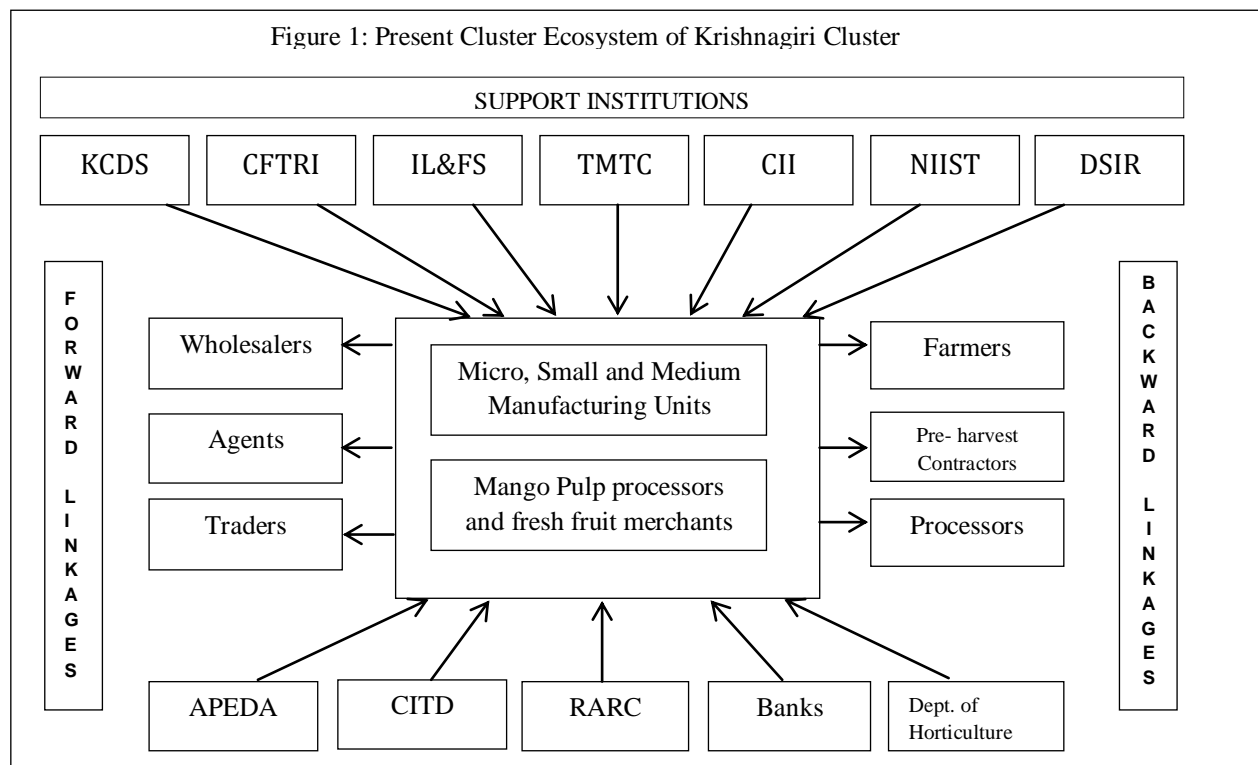 Figure 1: Present Cluster Ecosystem of Krishnagiri Cluster
SUPPORT INSTITUTIONS
KCDS
CFTRI
IL&FS
TMTC
CII
NIIST
DSIR
FORWARD LINKAGES
Wholesalers
Agents
Traders
Micro, Small and Medium
Manufacturing Units
Mango Pulp processors
and fresh fruit merchants
Farmers
Pre- harvest
Contractors
Processors
BACKWARD LINKAGES
APEDA
CITD
RARC
Banks
Dept. of
Horticulture